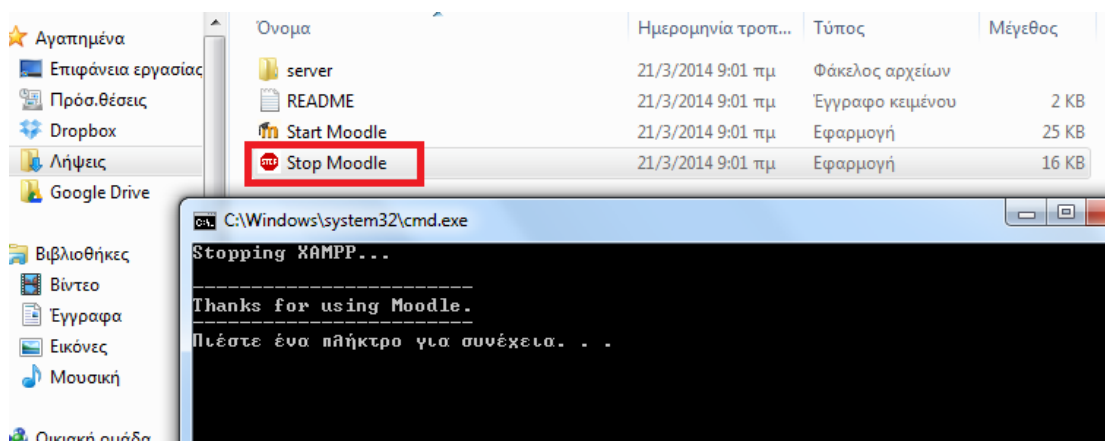 Αγαπημένα
Επιφάνεια εργασίας
Πρόσ.θέσεις
Dropbox
Λήψεις
Google Drive
Βιβλιοθήκες
Βίντεο
Έγγραφα
Εικόνες
Μουσική
Οικιακή ομάδα
Όνομα Ημερομηνία τροπ... Τύπος Μέγεθος
server 21/3/2014 9:01 πμ Φάκελος αρχείων
README 21/3/2014 9:01 πμ Έγγραφο κειμένου 2 KB
Start Moodle 21/3/2014 9:01 πμ Εφαρμογή 25 KB
STOP Stop Moodle 21/3/2014 9:01 πμ Εφαρμογή 16 KB
C:\Windows\system32\cmd.exe
Stopping XAMPP...
Thanks for using Moodle.
Πιέστε ένα πλήκτρο για συνέχεια. . .